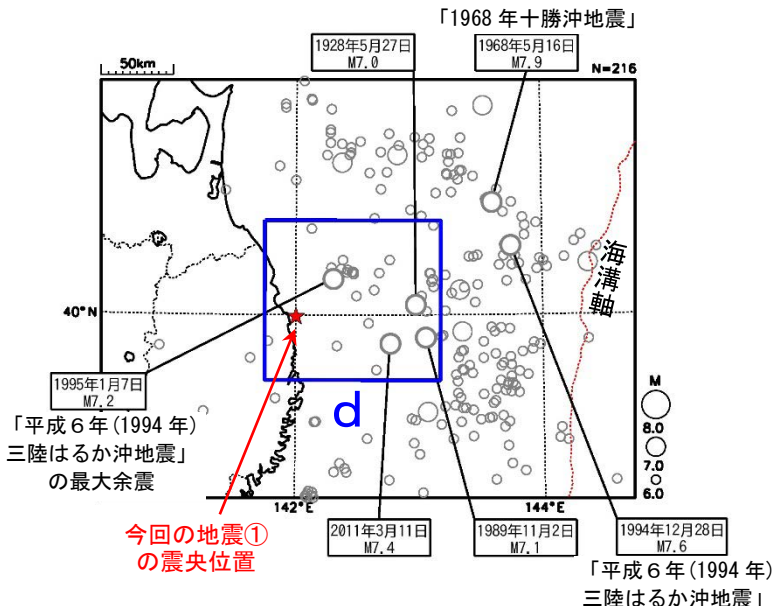 「1968 年十勝沖地震」
1928年5月27日
M7.0
1968年5月16日
M7.9
50km
N=216
海溝軸
40°N
1995年1月7日
M7.2
「平成６年(1994 年)
三陸はるか沖地震」
の最大余震
d
M
8.0
7.0
6.0
142°E
144°E
今回の地震①
の震央位置
2011年3月11日
M7.4
1989年11月2日
M7.1
1994年12月28日
M7.6
「平成６年(1994 年)
三陸はるか沖地震」